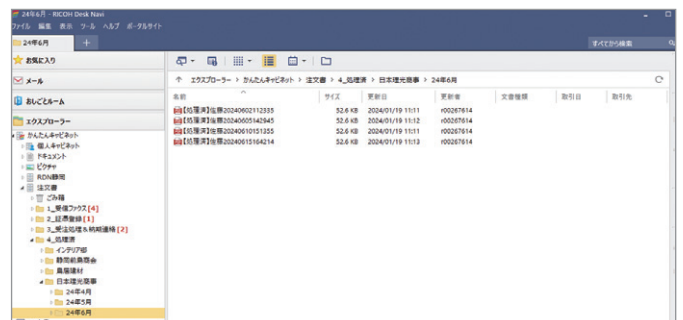 24年6月 - RICOH Desk Navi
ファイル 編集 表示 ツール ヘルプ ポータルサイト
24年6月 +
すべてから検索
お気に入り
メール
おしごとルーム
エクスプローラー
かんたんキャビネット
個人キャビネット
ドキュメント
ピクチャ
RDN静岡
注文書
ごみ箱
1_受信ファクス [4]
2_証憑登録 [1]
3_受注処理&納期連絡 [2]
4_処理済
インテリア邸
静岡前島商会
鳥居建材
日本理光商事
24年4月
24年5月
24年6月
↑ エクスプローラー > かんたんキャビネット > 注文書 > 4_処理済 > 日本理光商事 > 24年6月
名前 サイズ 更新日 更新者 文書種類 取引日 取引先
【処理済】佐藤20240602112335 52.6 KB 2024/01/19 11:11 r00267614
【処理済】佐藤20240605142945 52.6 KB 2024/01/19 11:12 r00267614
【処理済】佐藤20240610151355 52.6 KB 2024/01/19 11:11 r00267614
【処理済】佐藤20240615164214 52.6 KB 2024/01/19 11:13 r00267614